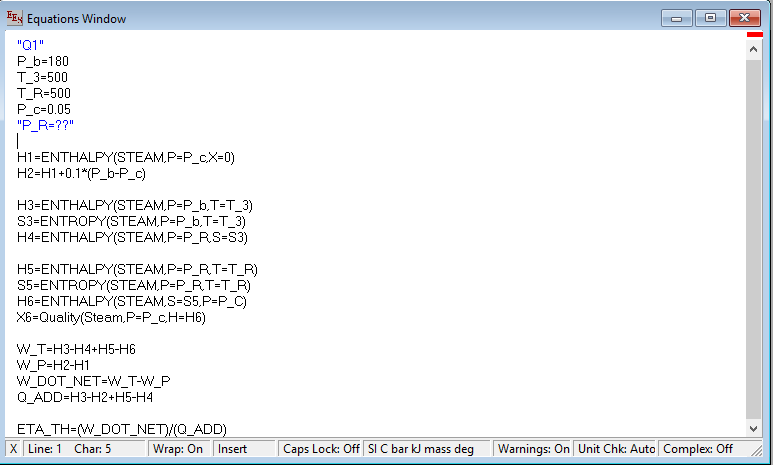 EES Equations Window
"Q1"
P_b=180
T_3=500
T_R=500
P_c=0.05
"P_R=??"
H1=ENTHALPY(STEAM,P=P_c,X=0)
H2=H1+0.1*(P_b-P_c)
H3=ENTHALPY(STEAM,P=P_b,T=T_3)
S3=ENTROPY(STEAM,P=P_b,T=T_3)
H4=ENTHALPY(STEAM,P=P_R,S=S3)
H5=ENTHALPY(STEAM,P=P_R,T=T_R)
S5=ENTROPY(STEAM,P=P_R,T=T_R)
H6=ENTHALPY(STEAM,S=S5,P=P_C)
X6=Quality(Steam,P=P_c,H=H6)
W_T=H3-H4+H5-H6
W_P=H2-H1
W_DOT_NET=W_T-W_P
Q_ADD=H3-H2+H5-H4
ETA_TH=(W_DOT_NET)/(Q_ADD)
X Line: 1 Char: 5 Wrap: On Insert Caps Lock: Off SI C bar kJ mass deg Warnings: On Unit Chk: Auto Complex: Off